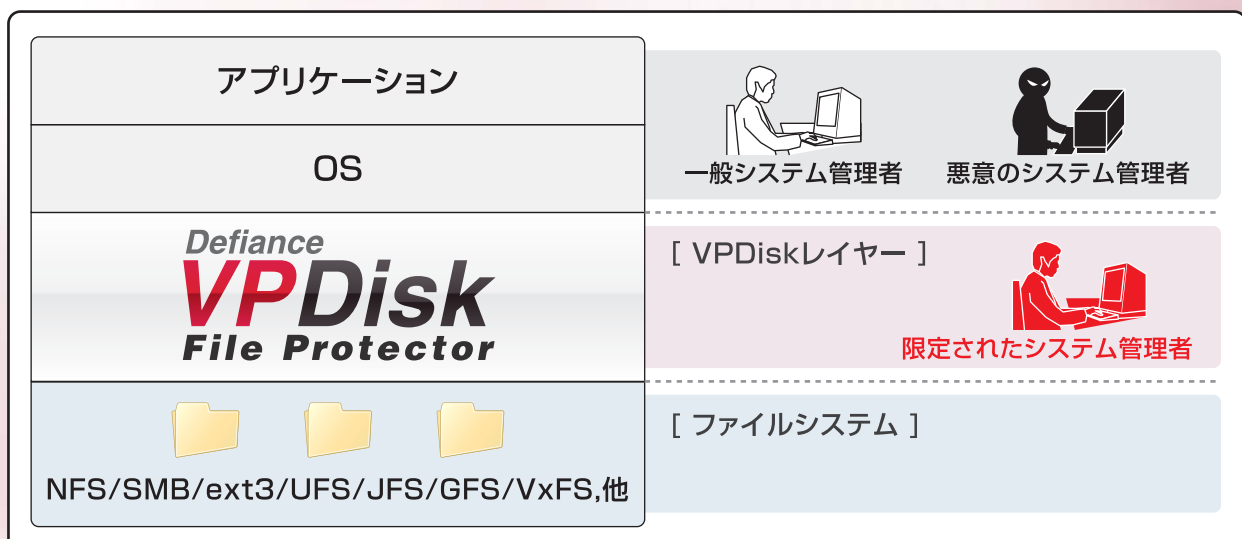 アプリケーション
OS
一般システム管理者
悪意のシステム管理者
Defiance
VPDisk
File Protector
[ VPDiskレイヤー ]
限定されたシステム管理者
NFS/SMB/ext3/UFS/JFS/GFS/VxFS,他
[ ファイルシステム ]